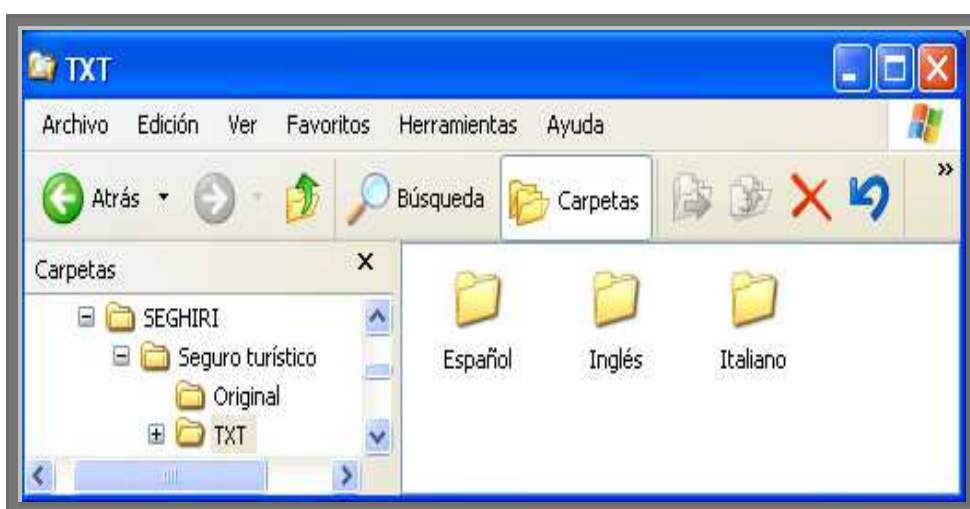 TXT
Archivo Edición Ver Favoritos Herramientas Ayuda
Atrás Búsqueda Carpetas »
Carpetas x
SEGHIRI
Seguro turístico
Original
TXT
Español Inglés Italiano